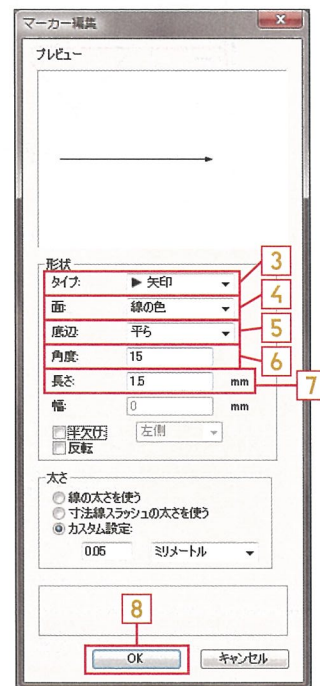 マーカー編集
プレビュー
形状
タイプ: ▶ 矢印 3
面: 線の色 4
底辺: 平ら 5
角度: 15 6
長さ: 1.5 mm 7
幅: 0 mm
半欠け: 左側
反転
太さ
線の太さを使う
寸法線スラッシュの太さを使う
カスタム設定:
0.05 ミリメートル
8
OK キャンセル